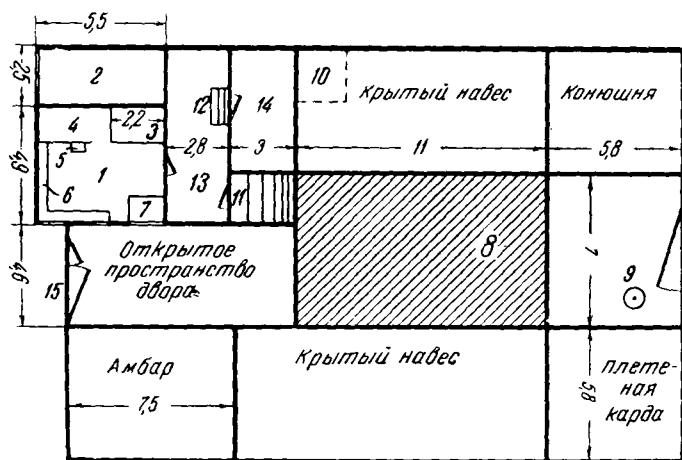 5,5
2,5
2
12
14
10
Крытый навес
Конюшня
4
2,2
3
2,8
3
11
5,8
4,9
5
1
6
7
13
11
8
7
9
4,6
15
Открытое
пространство
двора
Амбар
7,5
Крытый навес
5,8
Плете-
ная
карда